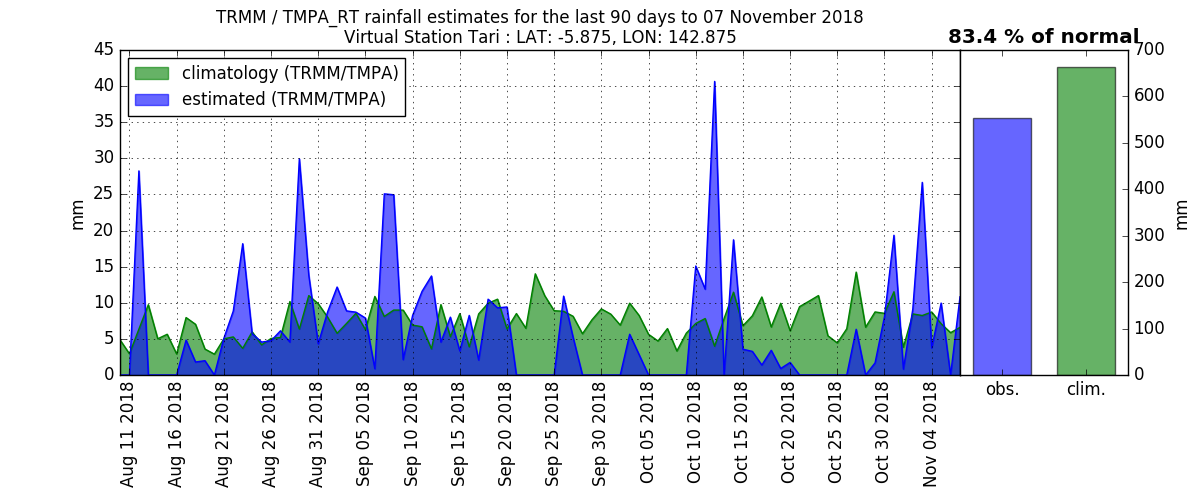 TRMM / TMPA_RT rainfall estimates for the last 90 days to 07 November 2018
Virtual Station Tari : LAT: -5.875, LON: 142.875
83.4 % of normal
climatology (TRMM/TMPA)
estimated (TRMM/TMPA)
45
40
35
30
25
20
15
10
5
0
mm
700
600
500
400
300
200
100
0
mm
Aug 11 2018
Aug 16 2018
Aug 21 2018
Aug 26 2018
Aug 31 2018
Sep 05 2018
Sep 10 2018
Sep 15 2018
Sep 20 2018
Sep 25 2018
Sep 30 2018
Oct 05 2018
Oct 10 2018
Oct 15 2018
Oct 20 2018
Oct 25 2018
Oct 30 2018
Nov 04 2018
obs.
clim.